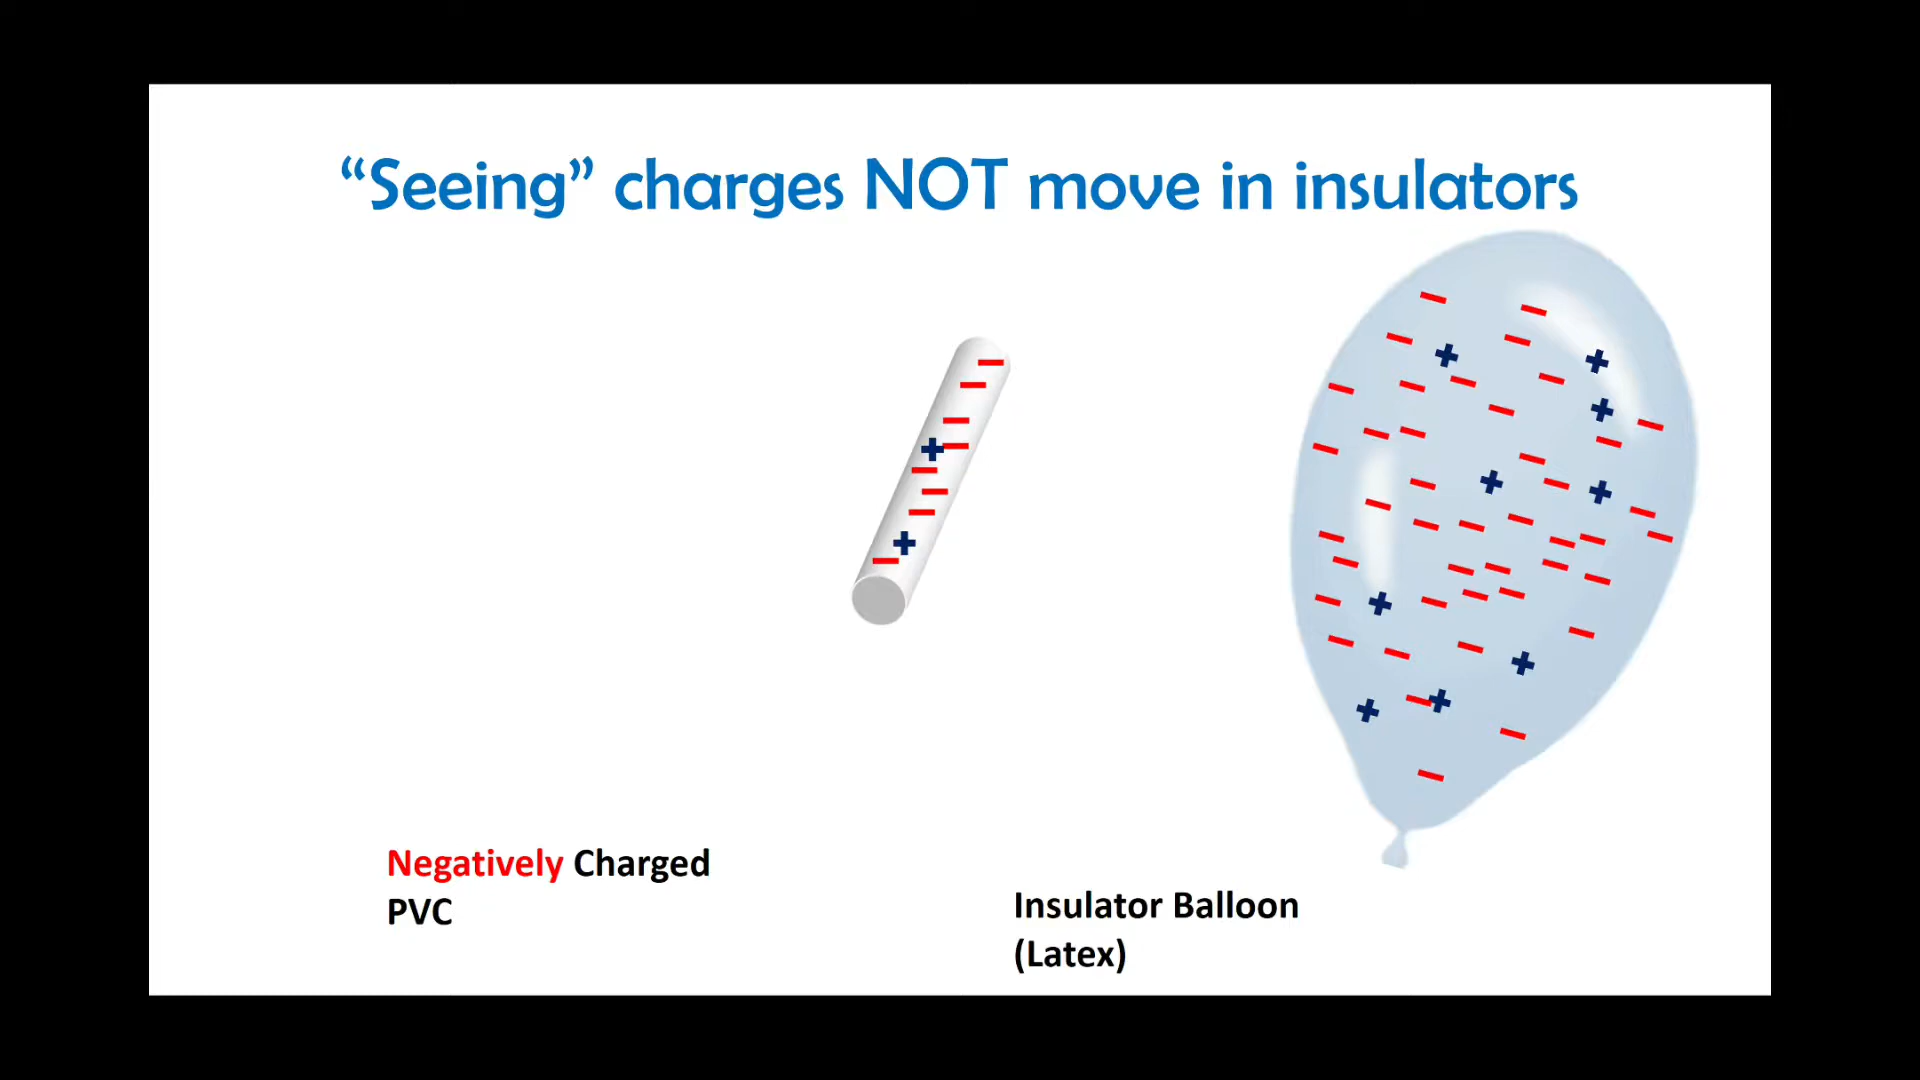 “Seeing” charges NOT move in insulators
Negatively Charged
PVC
Insulator Balloon
(Latex)